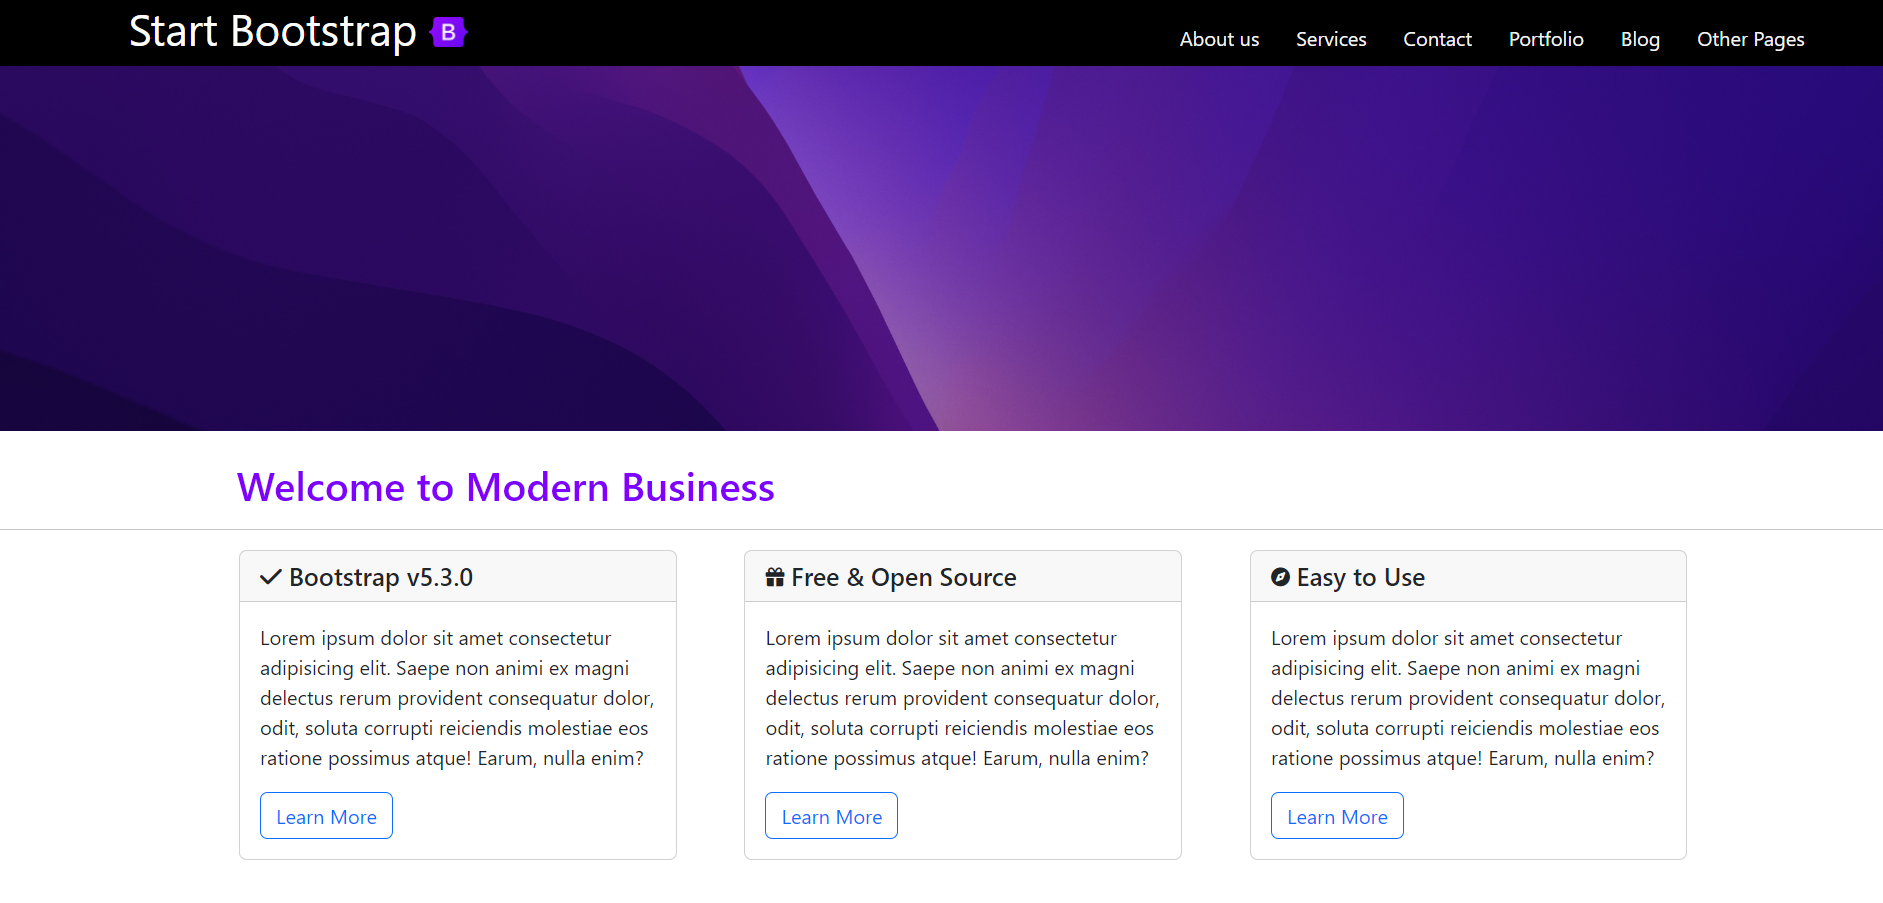 Start Bootstrap B
About us Services Contact Portfolio Blog Other Pages
Welcome to Modern Business
Bootstrap v5.3.0
Lorem ipsum dolor sit amet consectetur
adipisicing elit. Saepe non animi ex magni
delectus rerum provident consequatur dolor,
odit, soluta corrupti reiciendis molestiae eos
ratione possimus atque! Earum, nulla enim?
Learn More
Free & Open Source
Lorem ipsum dolor sit amet consectetur
adipisicing elit. Saepe non animi ex magni
delectus rerum provident consequatur dolor,
odit, soluta corrupti reiciendis molestiae eos
ratione possimus atque! Earum, nulla enim?
Learn More
Easy to Use
Lorem ipsum dolor sit amet consectetur
adipisicing elit. Saepe non animi ex magni
delectus rerum provident consequatur dolor,
odit, soluta corrupti reiciendis molestiae eos
ratione possimus atque! Earum, nulla enim?
Learn More